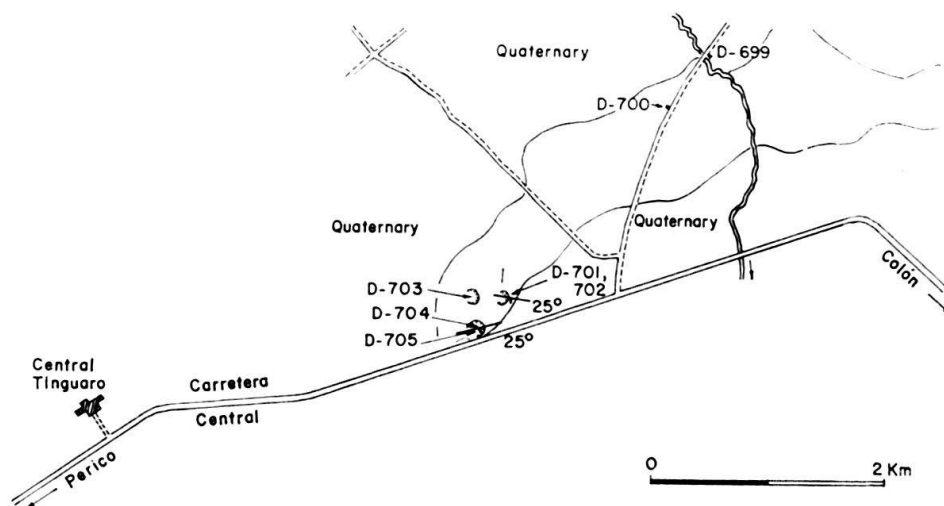 Quaternary
D-699
D-700
Quaternary
Quaternary
D-701,
702
D-703
25°
D-704
D-705
25°
Colón
Central
Tinguaro
Carretera
Central
Perico
0 2 Km